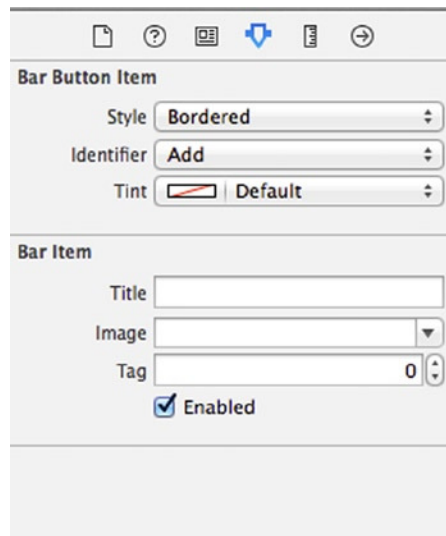 Bar Button Item
Style Bordered
Identifier Add
Tint Default
Bar Item
Title
Image
Tag 0
Enabled